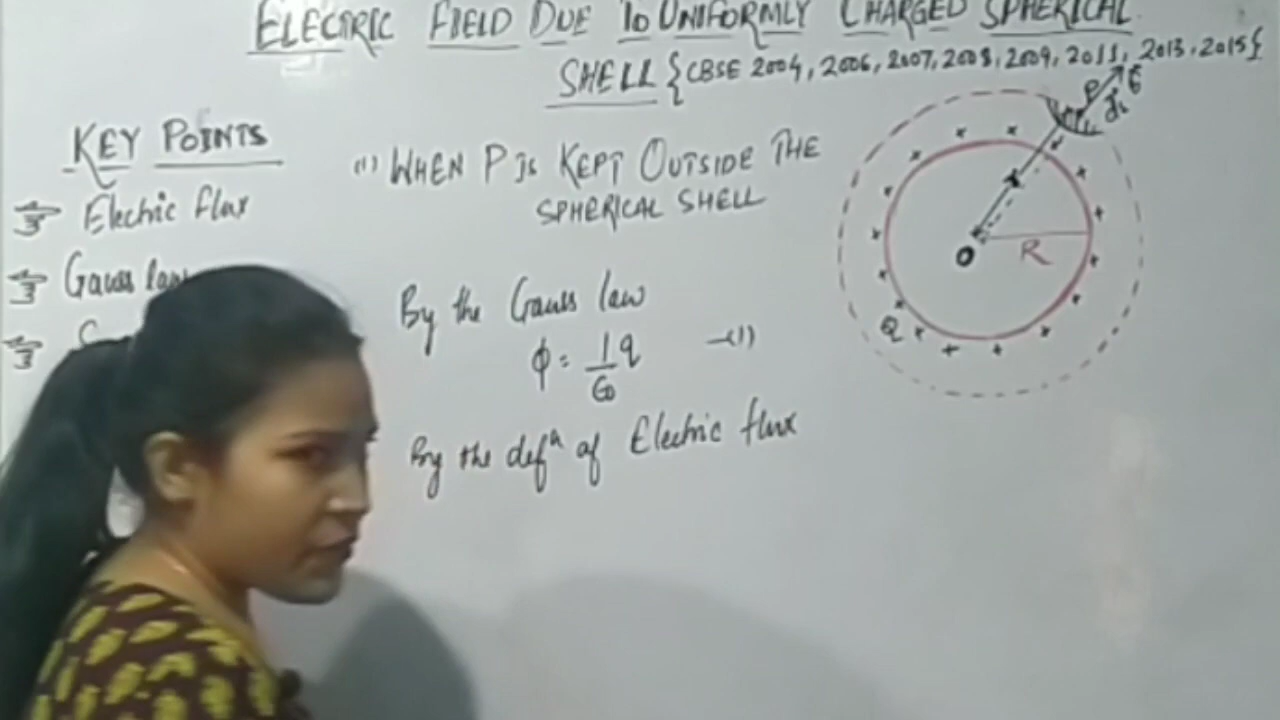 ELECTRIC FIELD DUE TO UNIFORMLY CHARGED SPHERICAL
SHELL {CBSE 2004, 2006, 2007, 2008, 2009, 2011, 2013, 2015}
KEY POINTS
Electric flux
Gauss law
(1) WHEN P IS KEPT OUTSIDE THE
SPHERICAL SHELL
By the Gauss law
ϕ = 1/ϵ0 q —(1)
By the defn of Electric flux
P
E
O
R
Q